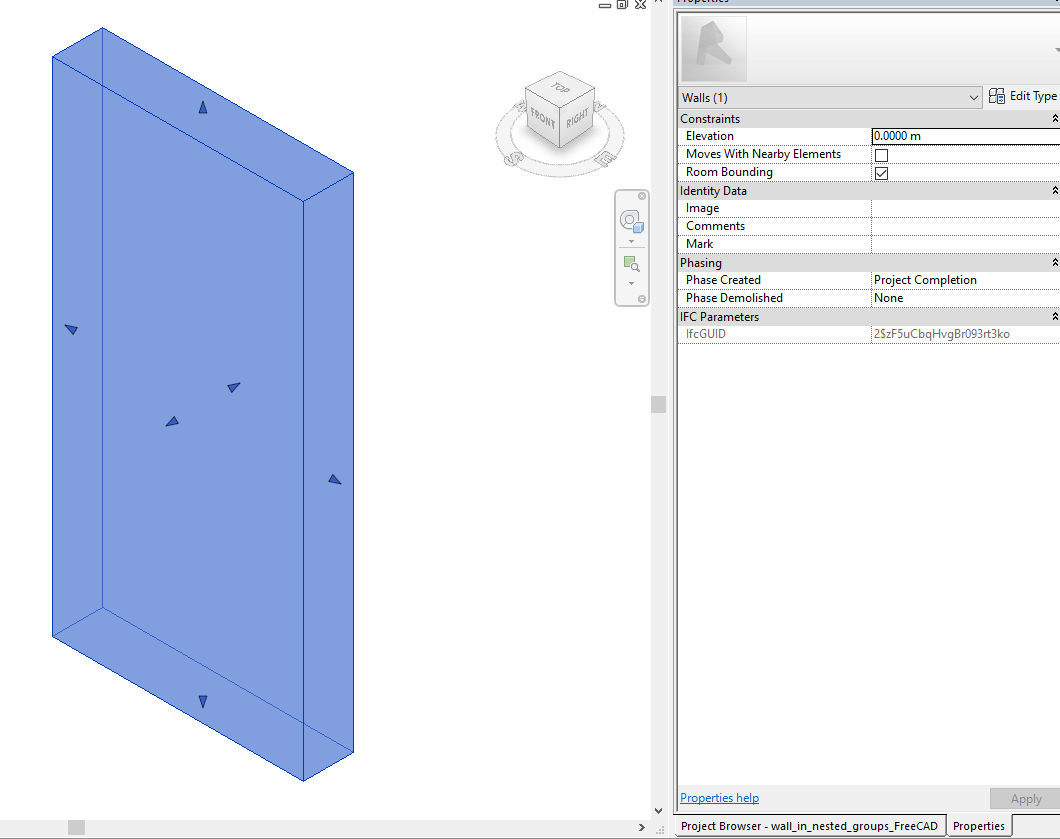 Properties
TOP
FRONT
RIGHT
S
E
Walls (1)
Edit Type
Constraints
Elevation 0.0000 m
Moves With Nearby Elements
Room Bounding
Identity Data
Image
Comments
Mark
Phasing
Phase Created Project Completion
Phase Demolished None
IFC Parameters
IfcGUID 2$zF5uCbqHvgBr093rt3ko
Properties help
Apply
Project Browser - wall_in_nested_groups_FreeCAD
Properties